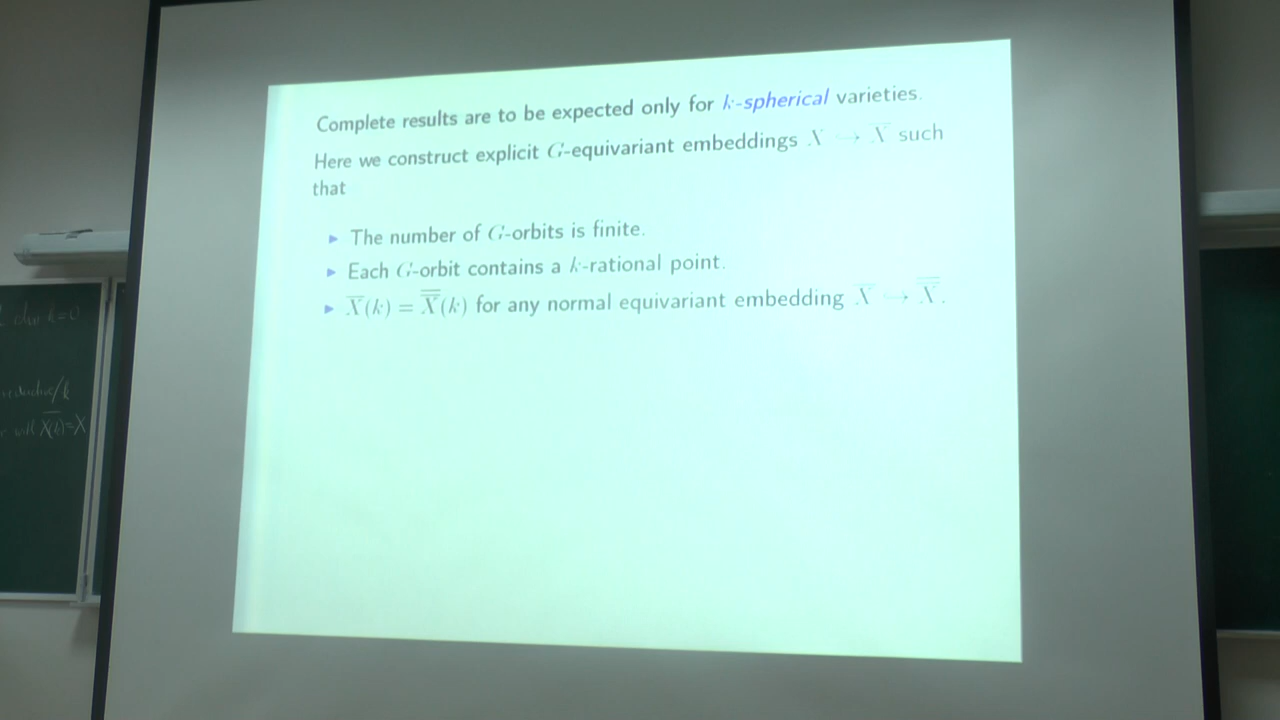 Complete results are to be expected only for k-spherical varieties.
Here we construct explicit G-equivariant embeddings X ↪ X̅ such
that
▶ The number of G-orbits is finite.
▶ Each G-orbit contains a k-rational point.
▶ X̅(k) = X̿(k) for any normal equivariant embedding X̅ → X̿.
k=0
/k
X̅(k)=X